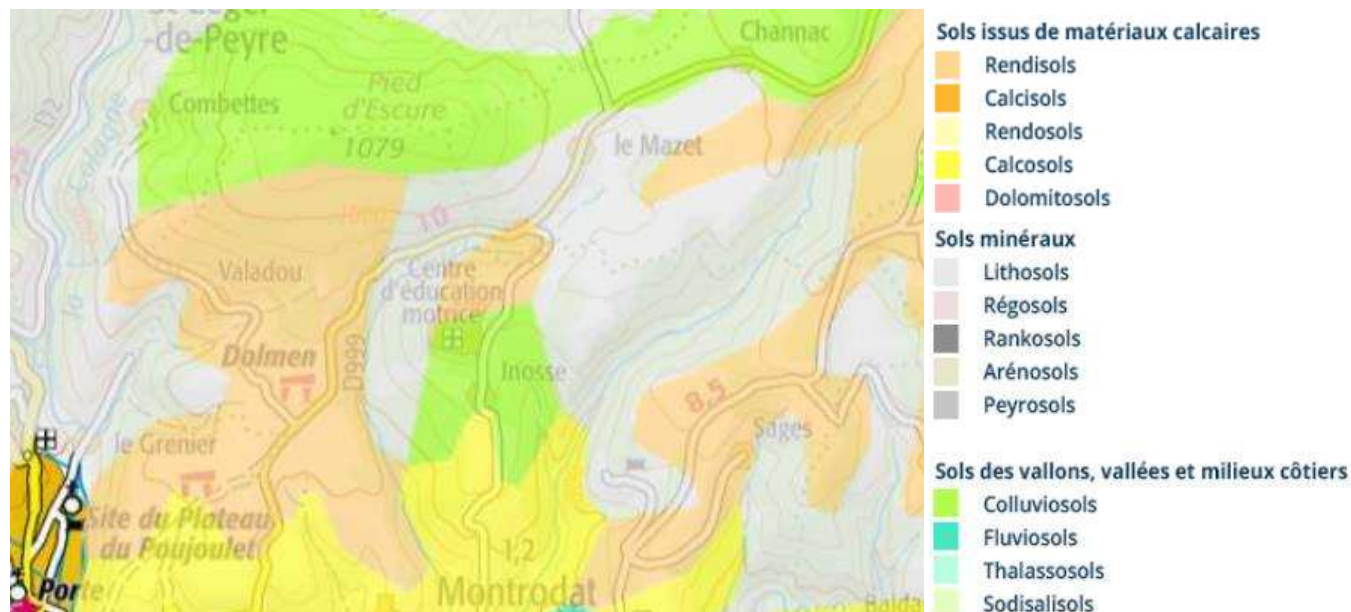 -de-Peyre
Channac
Pied
d'Escure
Combettes
1079
le Mazet
la Colagne
10
Valadou
Centre
d'éducation
motrice
Dolmen
D999
Inosse
8,5
Sages
le Grenier
Site du Plateau
du Poujoulet
1,2
Montrodat
Sols issus de matériaux calcaires
Rendisols
Calcisols
Rendosols
Calcosols
Dolomitosols
Sols minéraux
Lithosols
Régosols
Rankosols
Arénosols
Peyrosols
Sols des vallons, vallées et milieux côtiers
Colluviosols
Fluviosols
Thalassosols
Sodisalisols